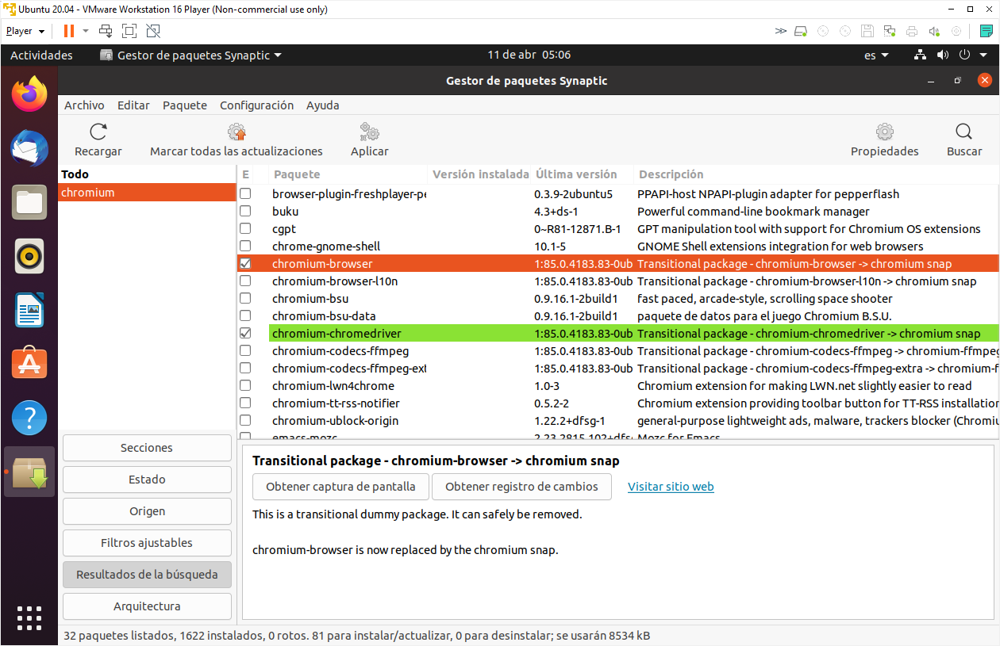 Ubuntu 20.04 - VMware Workstation 16 Player (Non-commercial use only)
Player
Actividades Gestor de paquetes Synaptic 11 de abr 05:06 es
Gestor de paquetes Synaptic
Archivo Editar Paquete Configuración Ayuda
Recargar Marcar todas las actualizaciones Aplicar Propiedades Buscar
Todo
chromium
E Paquete Versión instalada Última versión Descripción
browser-plugin-freshplayer-pe 0.3.9-2ubuntu5 PPAPI-host NPAPI-plugin adapter for pepperflash
buku 4.3+ds-1 Powerful command-line bookmark manager
cgpt 0~R81-12871.B-1 GPT manipulation tool with support for Chromium OS extensions
chrome-gnome-shell 10.1-5 GNOME Shell extensions integration for web browsers
chromium-browser 1:85.0.4183.83-0ub Transitional package - chromium-browser -> chromium snap
chromium-browser-l10n 1:85.0.4183.83-0ub Transitional package - chromium-browser-l10n -> chromium snap
chromium-bsu 0.9.16.1-2build1 fast paced, arcade-style, scrolling space shooter
chromium-bsu-data 0.9.16.1-2build1 paquete de datos para el juego Chromium B.S.U.
chromium-chromedriver 1:85.0.4183.83-0ub Transitional package - chromium-chromedriver -> chromium snap
chromium-codecs-ffmpeg 1:85.0.4183.83-0ub Transitional package - chromium-codecs-ffmpeg -> chromium-ffmpeg
chromium-codecs-ffmpeg-ext 1:85.0.4183.83-0ub Transitional package - chromium-codecs-ffmpeg-extra -> chromium-f
chromium-lwn4chrome 1.0-3 Chromium extension for making LWN.net slightly easier to read
chromium-tt-rss-notifier 0.5.2-2 Chromium extension providing toolbar button for TT-RSS installation
chromium-ublock-origin 1.22.2+dfsg-1 general-purpose lightweight ads, malware, trackers blocker (Chromiu
emacs-mozc 2.23.2815.102+dfs Mozc for Emacs
Secciones
Estado
Origen
Filtros ajustables
Resultados de la búsqueda
Arquitectura
Transitional package - chromium-browser -> chromium snap
Obtener captura de pantalla Obtener registro de cambios Visitar sitio web
This is a transitional dummy package. It can safely be removed.
chromium-browser is now replaced by the chromium snap.
32 paquetes listados, 1622 instalados, 0 rotos. 81 para instalar/actualizar, 0 para desinstalar; se usarán 8534 kB